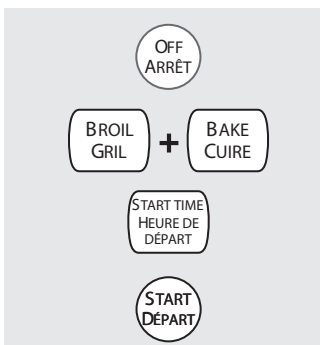 OFF
ARRÊT
BROIL
GRIL
+
BAKE
CUIRE
START TIME
HEURE DE
DÉPART
START
DÉPART